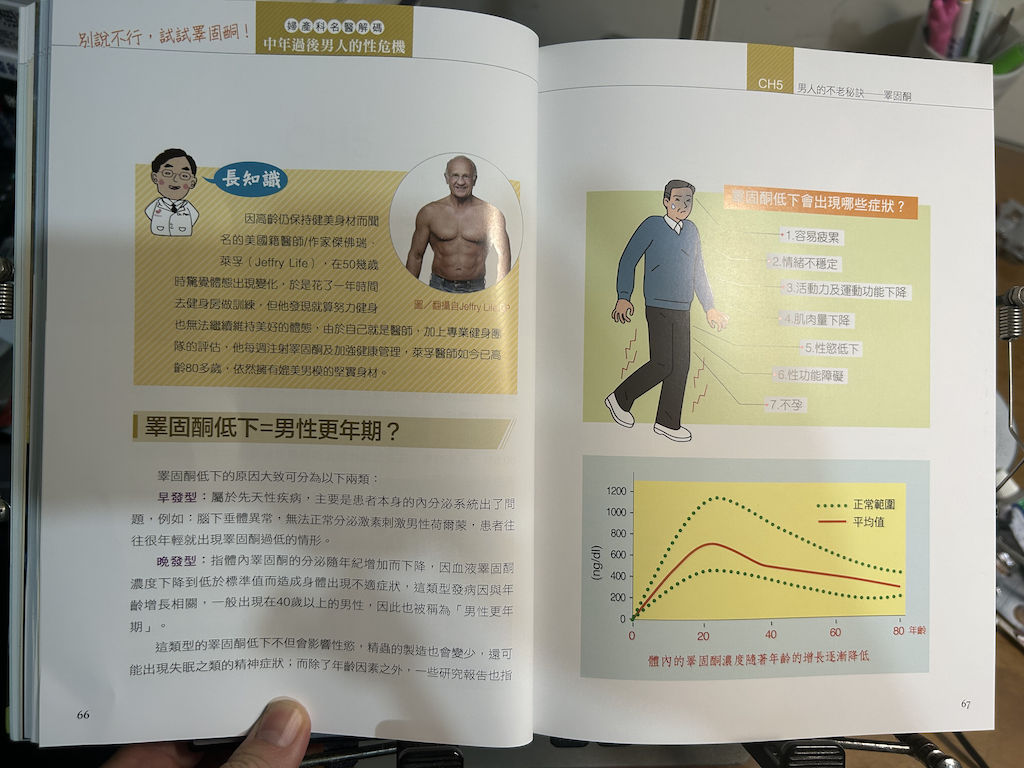 別說不行,試試睪固酮!
婦產科名醫解碼
中年過後男人的性危機
長知識
因高齡仍保持健美身材而聞
名的美國籍醫師/作家傑佛瑞.
萊孚(Jeffry Life),在50幾歲
時驚覺體態出現變化,於是花了一年時間
去健身房做訓練,但他發現就算努力健身
也無法繼續維持美好的體態,由於自己就是醫師,加上專業健身團
隊的評估,他每週注射睪固酮及加強健康管理,萊孚醫師如今已高
齡80多歲,依然擁有媲美男模的堅實身材。
圖/翻攝自Jeffry Life
睪固酮低下=男性更年期?
睪固酮低下的原因大致可分為以下兩類:
早發型:屬於先天性疾病,主要是患者本身的內分泌系統出了問
題,例如:腦下垂體異常,無法正常分泌激素刺激男性荷爾蒙,患者往
往很年輕就出現睪固酮過低的情形。
晚發型:指體內睪固酮的分泌隨年紀增加而下降,因血液睪固酮
濃度下降到低於標準值而造成身體出現不適症狀,這類型發病因與年
齡增長相關,一般出現在40歲以上的男性,因此也被稱為「男性更年
期」。
這類型的睪固酮低下不但會影響性慾,精蟲的製造也會變少,還可
能出現失眠之類的精神症狀;而除了年齡因素之外,一些研究報告也指
66
CH5
男人的不老秘訣——睪固酮
睪固酮低下會出現哪些症狀?
1.容易疲累
2.情緒不穩定
3.活動力及運動功能下降
4.肌肉量下降
5.性慾低下
6.性功能障礙
7.不孕
(ng/dl)
1200
1000
800
600
400
200
0
正常範圍
平均值
0 20 40 60 80 年齡
體內的睪固酮濃度隨著年齡的增長逐漸降低
67